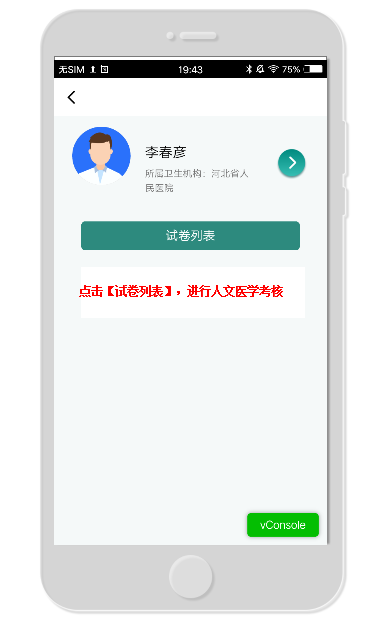 无SIM 19:43 75%
李春彦
所属卫生机构：河北省人
民医院
试卷列表
点击【试卷列表】，进行人文医学考核
vConsole